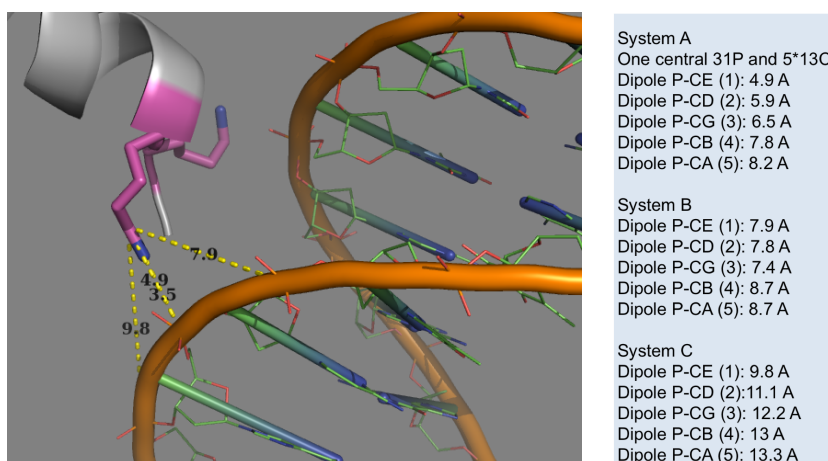 7.9
4.9
3.5
9.8
System A
One central 31P and 5*13C
Dipole P-CE (1): 4.9 A
Dipole P-CD (2): 5.9 A
Dipole P-CG (3): 6.5 A
Dipole P-CB (4): 7.8 A
Dipole P-CA (5): 8.2 A
System B
Dipole P-CE (1): 7.9 A
Dipole P-CD (2): 7.8 A
Dipole P-CG (3): 7.4 A
Dipole P-CB (4): 8.7 A
Dipole P-CA (5): 8.7 A
System C
Dipole P-CE (1): 9.8 A
Dipole P-CD (2):11.1 A
Dipole P-CG (3): 12.2 A
Dipole P-CB (4): 13 A
Dipole P-CA (5): 13.3 A